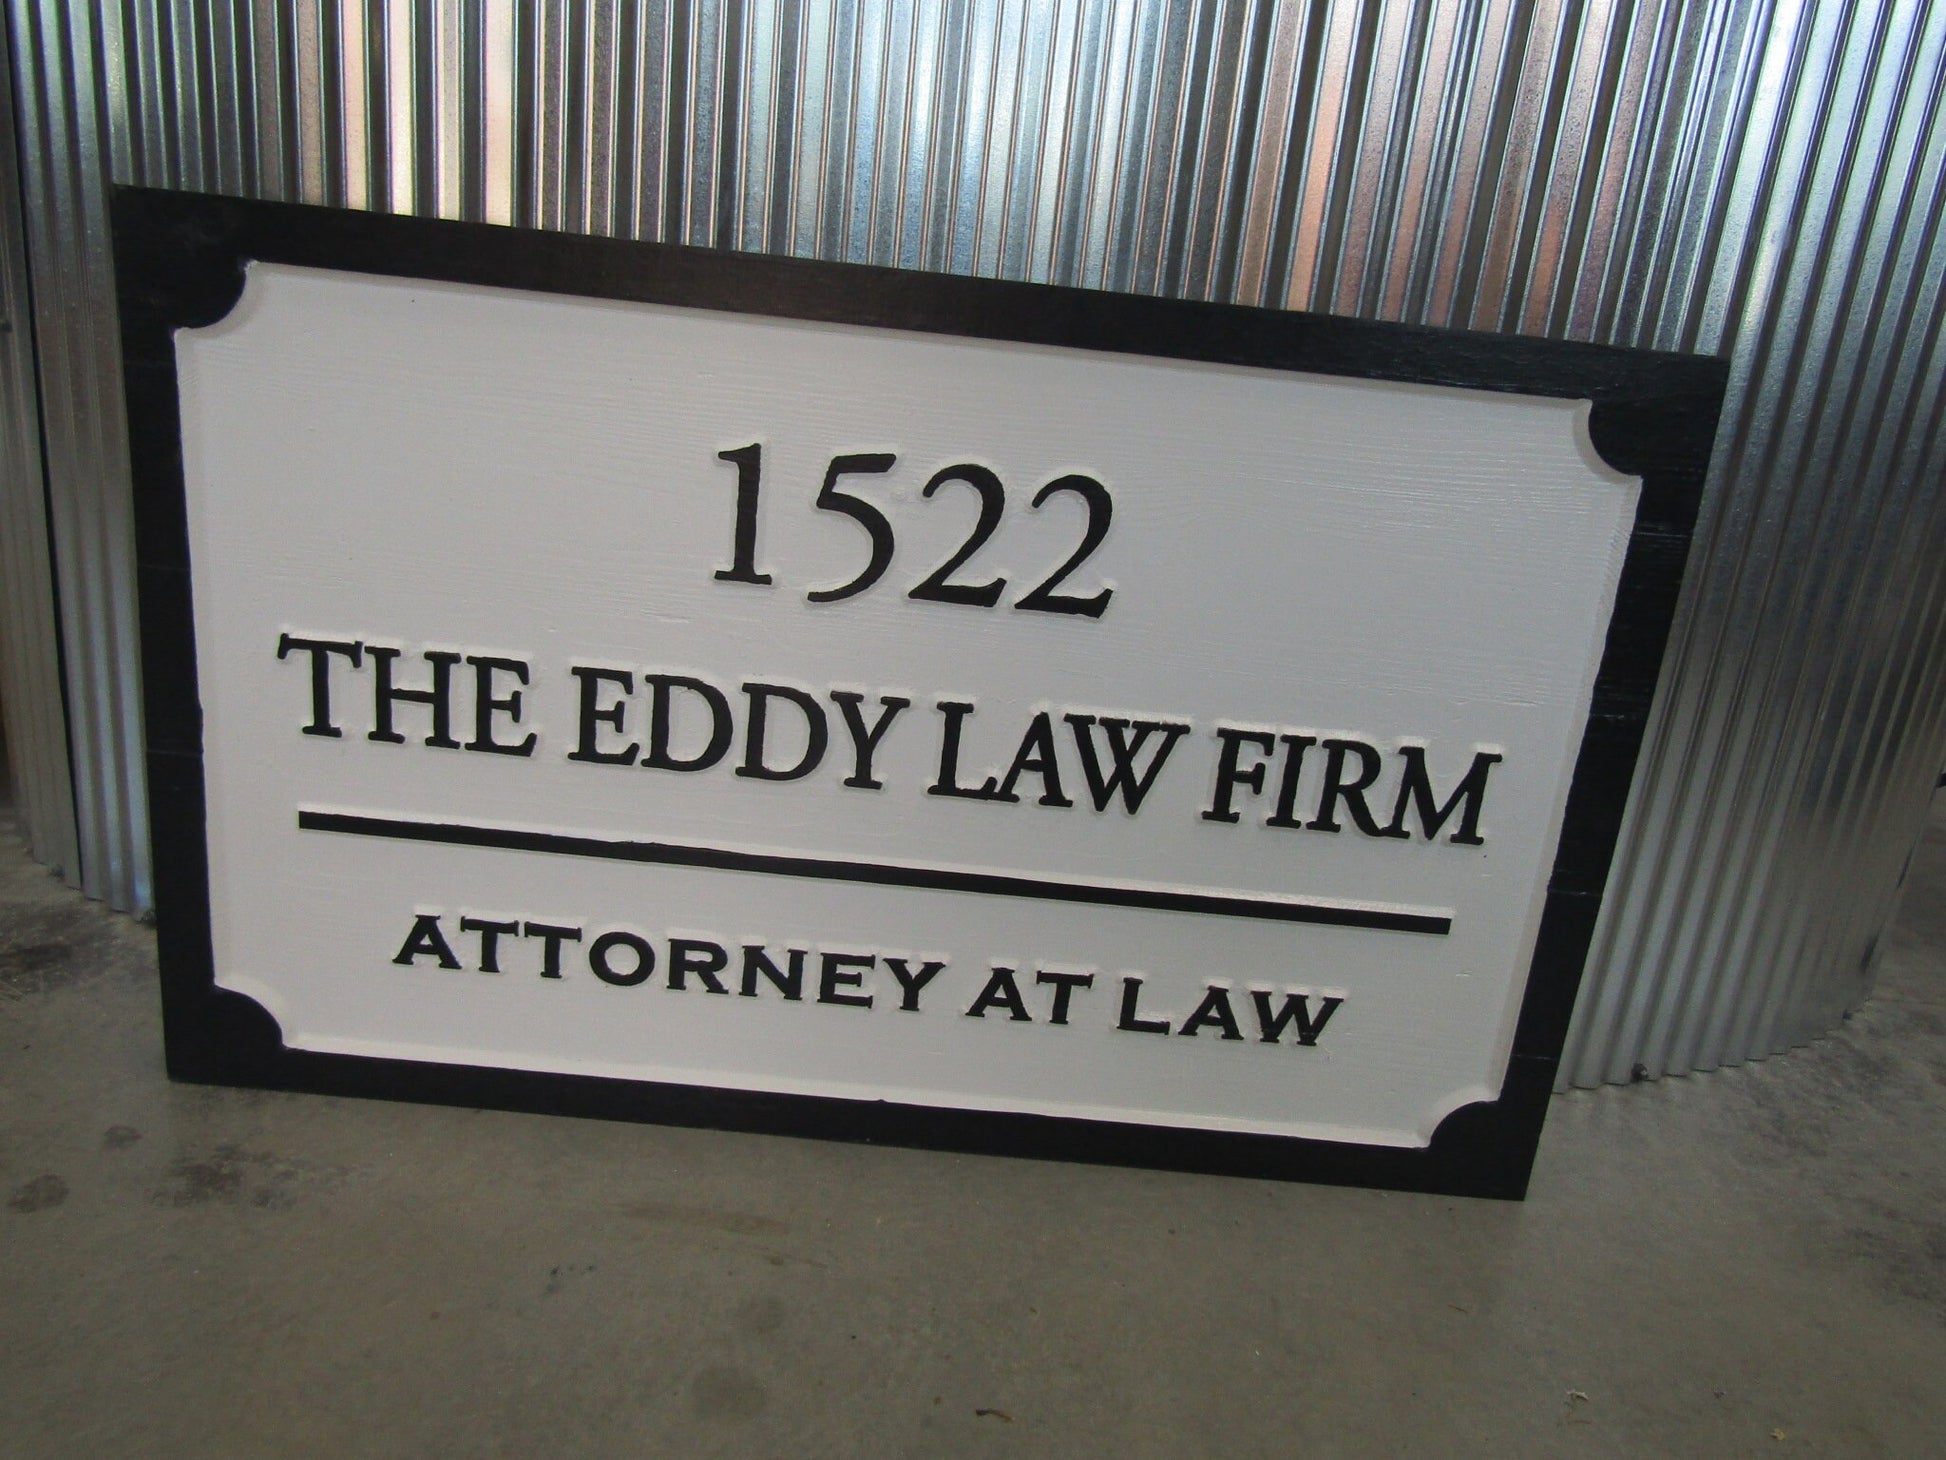 1522
THE EDDY LAW FIRM
ATTORNEY AT LAW